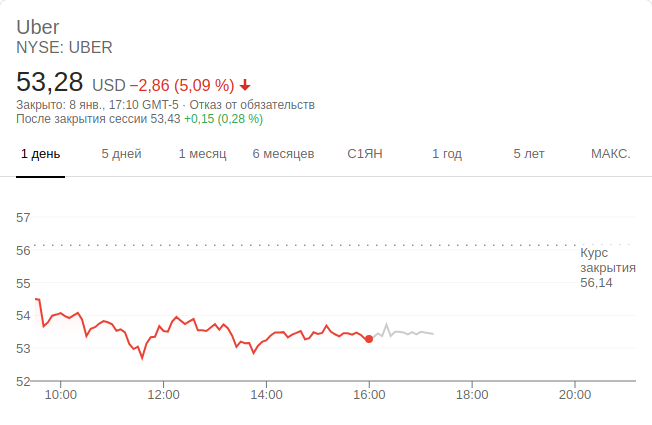 Uber
NYSE: UBER
53,28 USD −2,86 (5,09 %)
Закрыто: 8 янв., 17:10 GMT-5 · Отказ от обязательств
После закрытия сессии 53,43 +0,15 (0,28 %)
1 день 5 дней 1 месяц 6 месяцев С1ЯН 1 год 5 лет МАКС.
57
56
Курс
закрытия
56,14
55
54
53
52
10:00 12:00 14:00 16:00 18:00 20:00